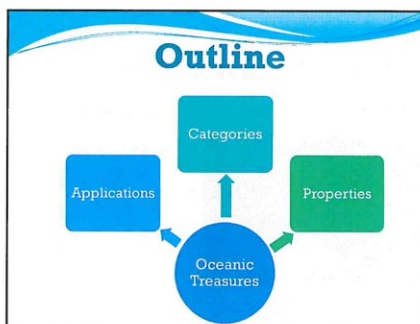 Outline
Categories
Applications
Properties
Oceanic
Treasures